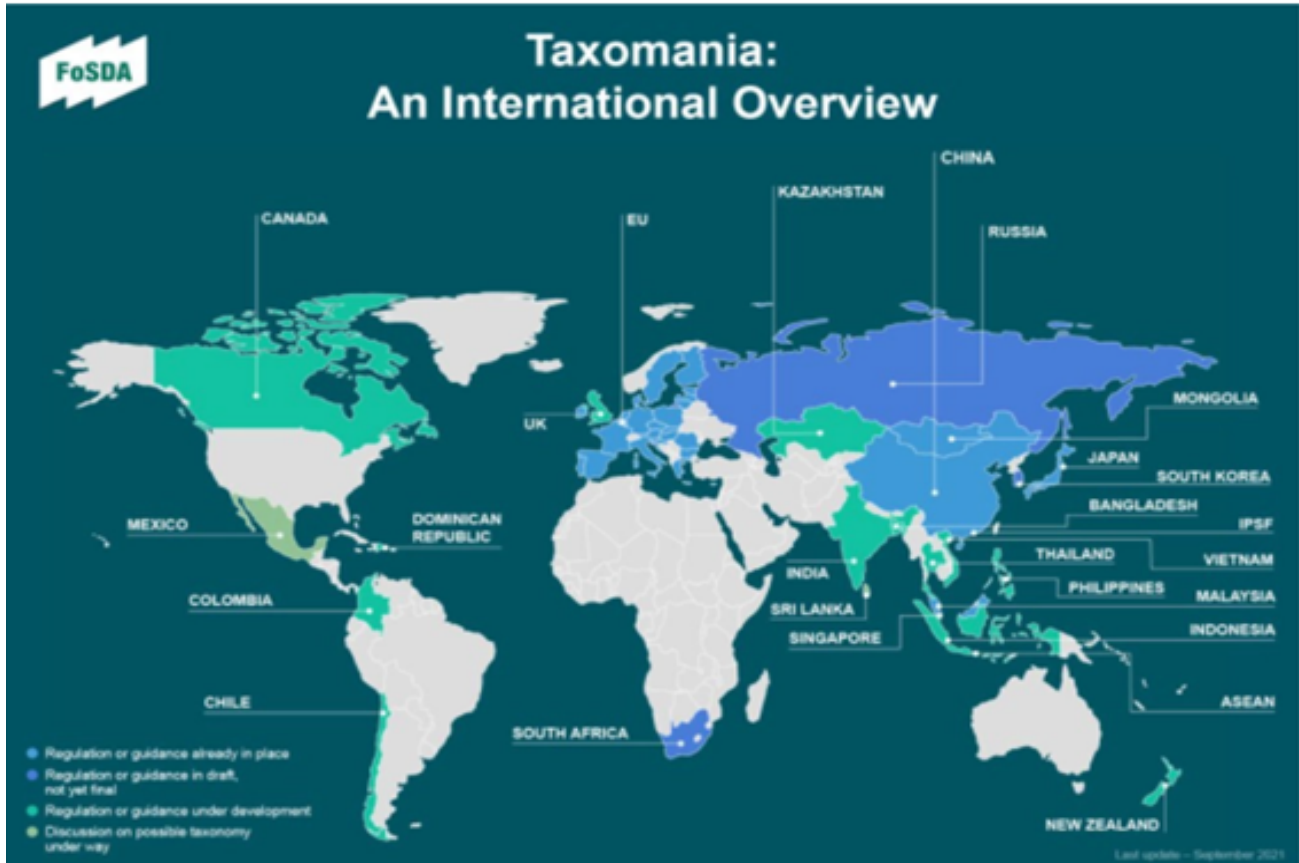 FoSDA
Taxomania:
An International Overview
CHINA
KAZAKHSTAN
CANADA
EU
RUSSIA
MONGOLIA
UK
JAPAN
SOUTH KOREA
BANGLADESH
MEXICO
DOMINICAN
REPUBLIC
IPSF
THAILAND
VIETNAM
INDIA
PHILIPPINES
COLOMBIA
MALAYSIA
SRI LANKA
SINGAPORE
INDONESIA
CHILE
ASEAN
SOUTH AFRICA
Regulation or guidance already in place
Regulation or guidance in draft,
not yet final
Regulation or guidance under development
Discussion on possible taxonomy
under way
NEW ZEALAND
Last update – September 2021